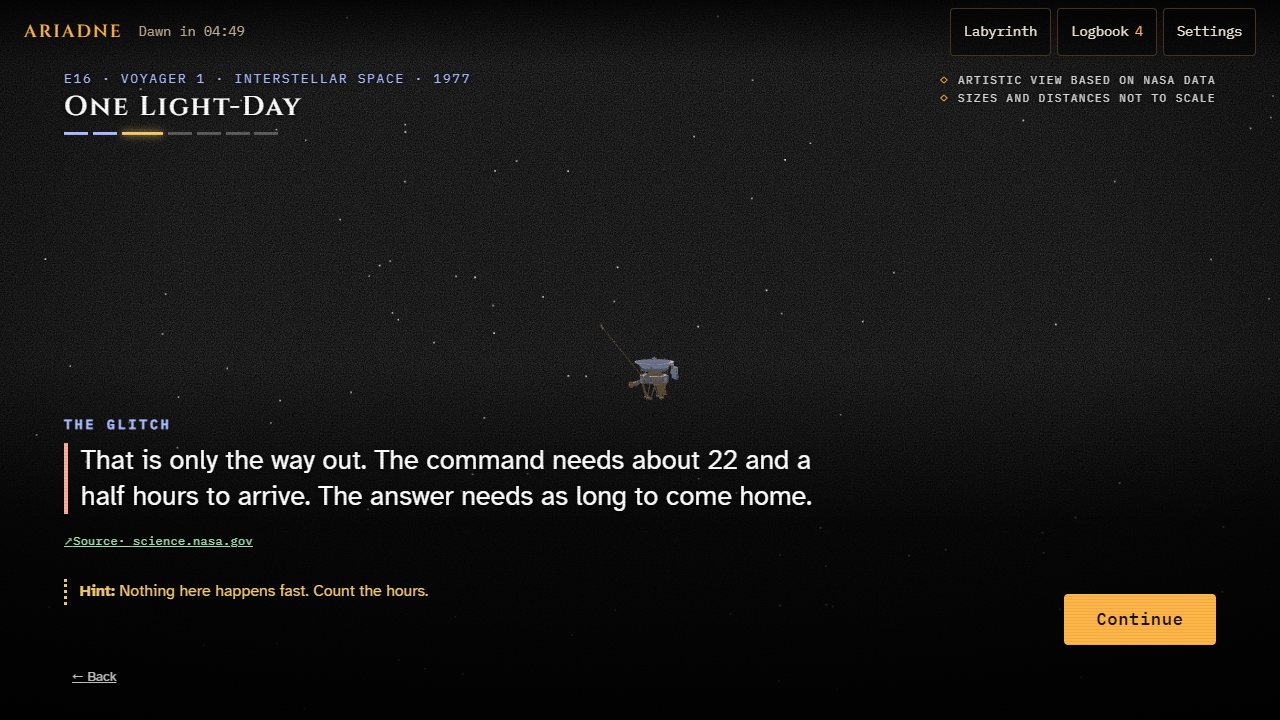 ARIADNE Dawn in 04:49 Labyrinth Logbook 4 Settings
E16 · VOYAGER 1 · INTERSTELLAR SPACE · 1977
One Light-Day
◇ ARTISTIC VIEW BASED ON NASA DATA
◇ SIZES AND DISTANCES NOT TO SCALE
THE GLITCH
That is only the way out. The command needs about 22 and a
half hours to arrive. The answer needs as long to come home.
↗Source· science.nasa.gov
Hint: Nothing here happens fast. Count the hours.
Continue
← Back